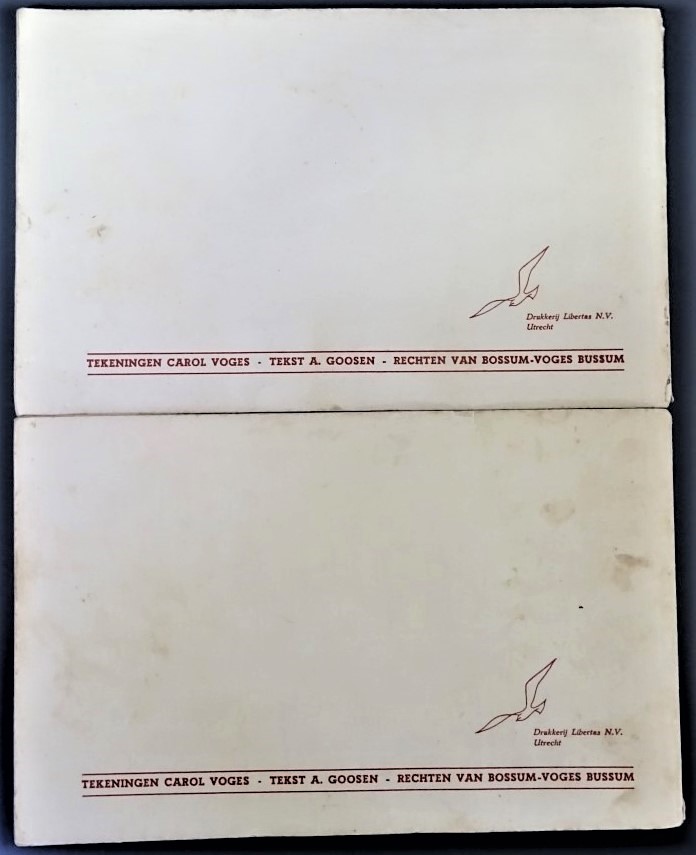 Drukkerij Libertas N.V.
Utrecht
TEKENINGEN CAROL VOGES - TEKST A. GOOSEN - RECHTEN VAN BOSSUM-VOGES BUSSUM
Drukkerij Libertas N.V.
Utrecht
TEKENINGEN CAROL VOGES - TEKST A. GOOSEN - RECHTEN VAN BOSSUM-VOGES BUSSUM